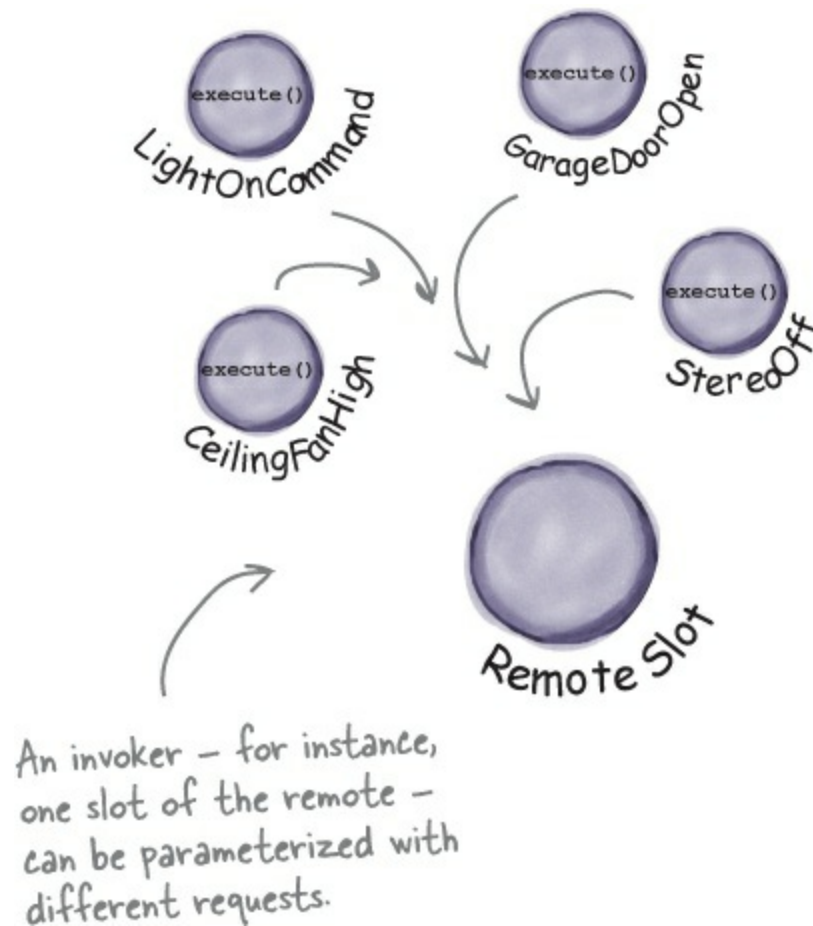 execute()
LightOnCommand
execute()
GarageDoorOpen
execute()
StereoOff
execute()
CeilingFanHigh
Remote Slot
An invoker – for instance,
one slot of the remote –
can be parameterized with
different requests.